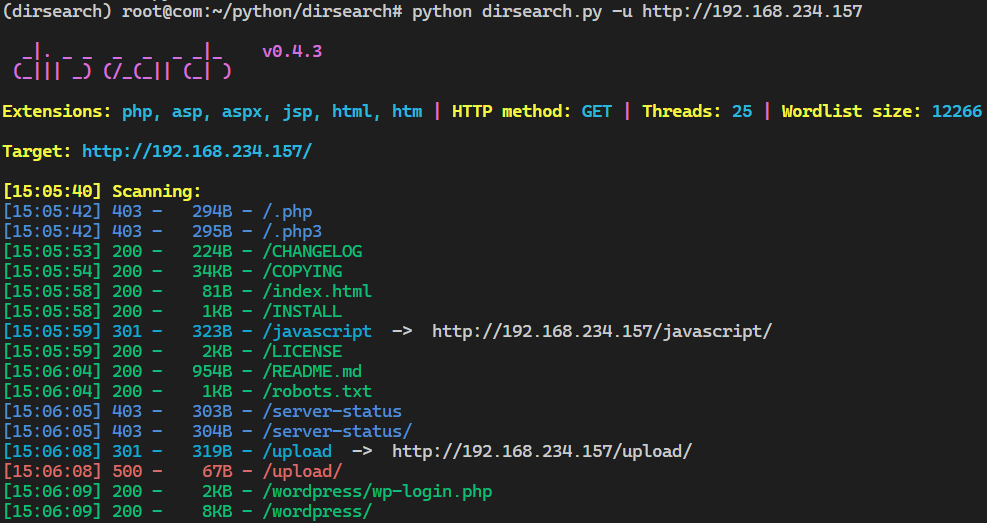 (dirsearch) root@com:~/python/dirsearch# python dirsearch.py -u http://192.168.234.157
_|. _ _  _  _  _ _|_    v0.4.3
(_||| _) (/_(_|| (_| )
Extensions: php, asp, aspx, jsp, html, htm | HTTP method: GET | Threads: 25 | Wordlist size: 12266
Target: http://192.168.234.157/
[15:05:40] Scanning:
[15:05:42] 403 -   294B - /.php
[15:05:42] 403 -   295B - /.php3
[15:05:53] 200 -   224B - /CHANGELOG
[15:05:54] 200 -   34KB - /COPYING
[15:05:58] 200 -    81B - /index.html
[15:05:58] 200 -    1KB - /INSTALL
[15:05:59] 301 -   323B - /javascript  ->  http://192.168.234.157/javascript/
[15:05:59] 200 -    2KB - /LICENSE
[15:06:04] 200 -   954B - /README.md
[15:06:04] 200 -    1KB - /robots.txt
[15:06:05] 403 -   303B - /server-status
[15:06:05] 403 -   304B - /server-status/
[15:06:08] 301 -   319B - /upload  ->  http://192.168.234.157/upload/
[15:06:08] 500 -    67B - /upload/
[15:06:09] 200 -    2KB - /wordpress/wp-login.php
[15:06:09] 200 -    8KB - /wordpress/